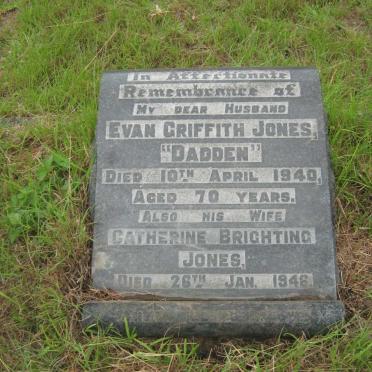 In Affectionate
Remembrance of
My dear Husband
Evan Griffith Jones,
"Dadden"
Died 10th April 1940,
Aged 70 years.
Also his Wife
Catherine Brighting
Jones,
Died 26th Jan. 1946.